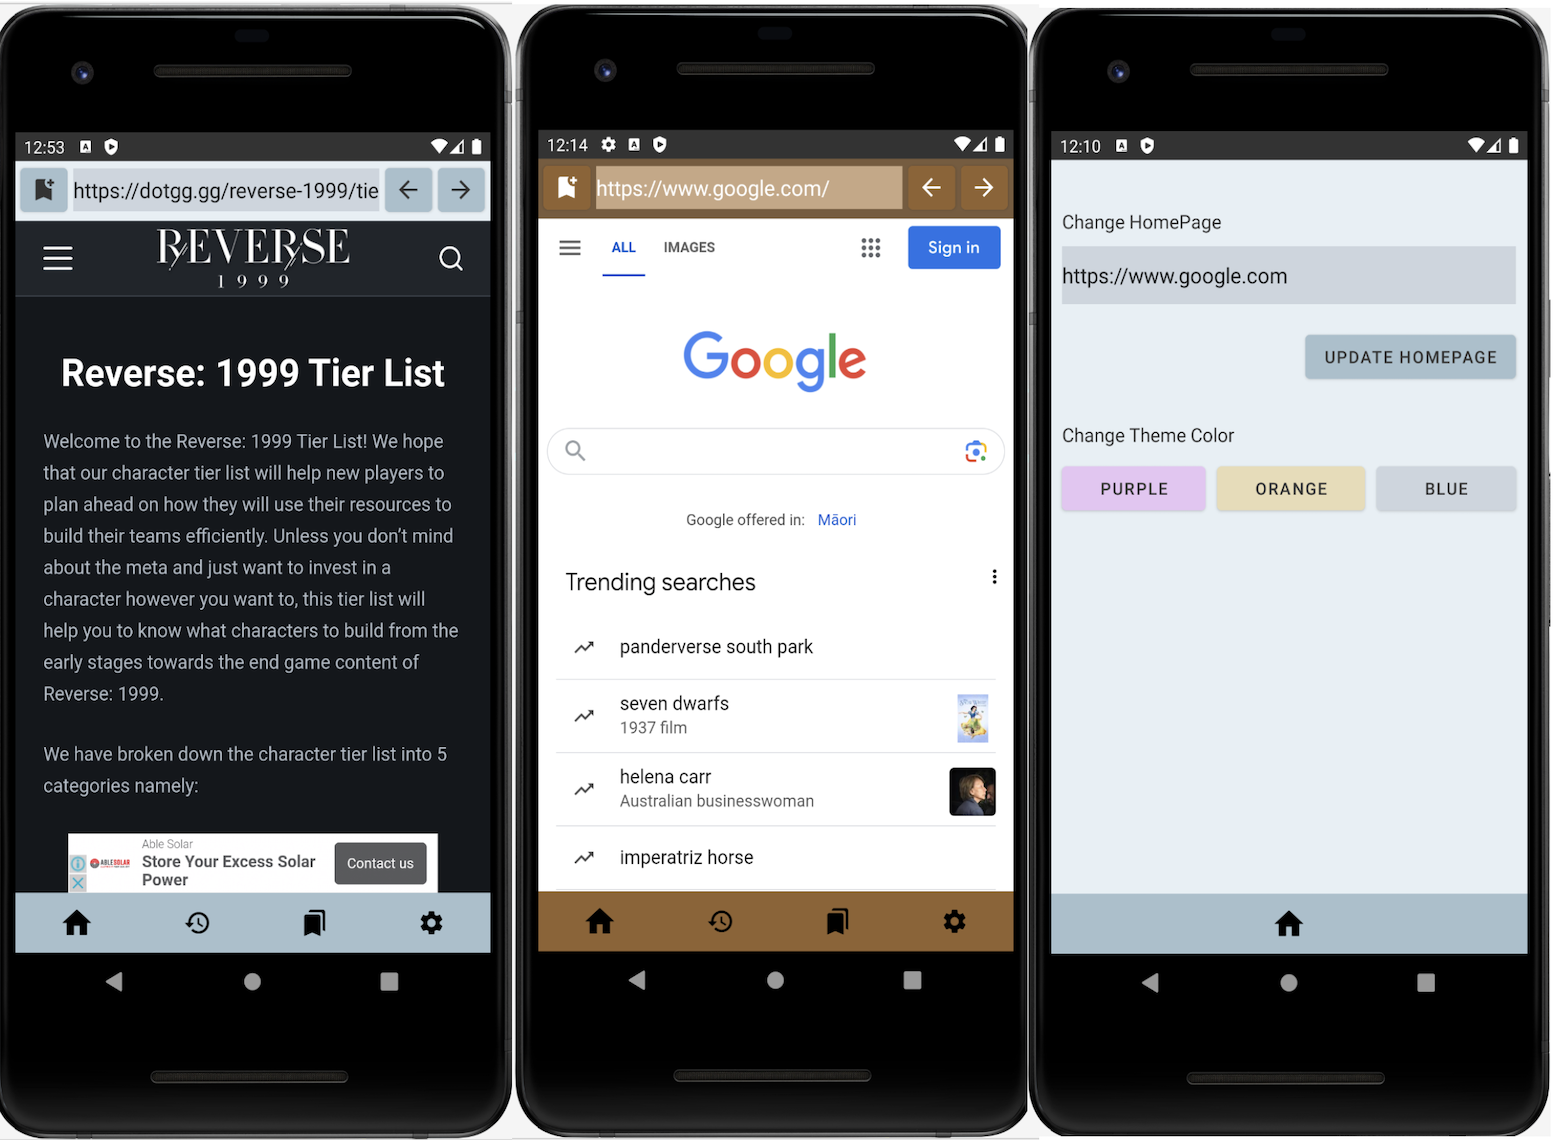 12:53
https://dotgg.gg/reverse-1999/tie
REVERSE
1999
Reverse: 1999 Tier List
Welcome to the Reverse: 1999 Tier List! We hope
that our character tier list will help new players to
plan ahead on how they will use their resources to
build their teams efficiently. Unless you don’t mind
about the meta and just want to invest in a
character however you want to, this tier list will
help you to know what characters to build from the
early stages towards the end game content of
Reverse: 1999.
We have broken down the character tier list into 5
categories namely:
Able Solar
ABLESOLAR
Store Your Excess Solar
Power
Contact us
12:14
https://www.google.com/
ALL IMAGES
Sign in
Google
Google offered in: Māori
Trending searches
panderverse south park
seven dwarfs
1937 film
helena carr
Australian businesswoman
imperatriz horse
12:10
Change HomePage
https://www.google.com
UPDATE HOMEPAGE
Change Theme Color
PURPLE ORANGE BLUE